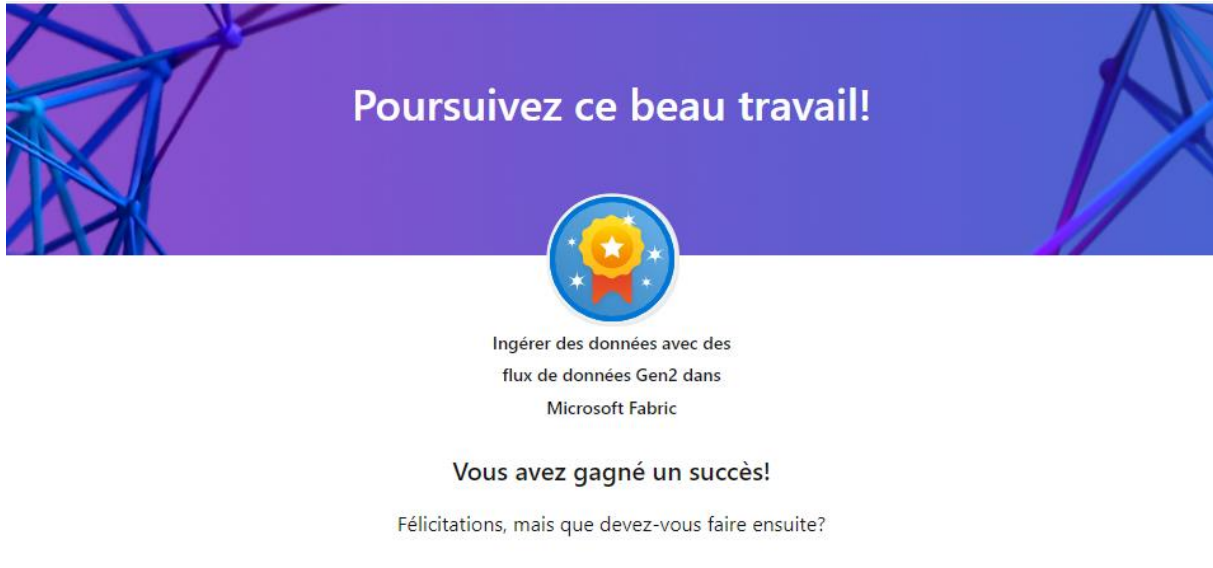 Poursuivez ce beau travail!
Ingérer des données avec des
flux de données Gen2 dans
Microsoft Fabric
Vous avez gagné un succès!
Félicitations, mais que devez-vous faire ensuite?